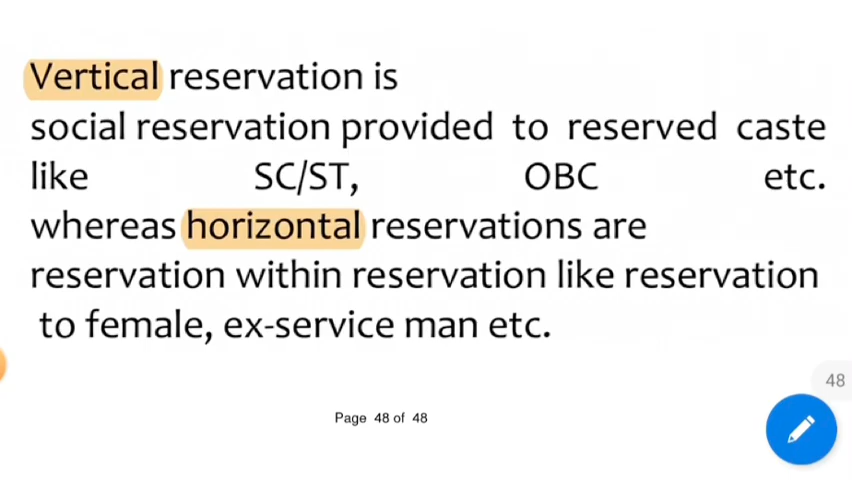 Vertical reservation is
social reservation provided to reserved caste
like SC/ST, OBC etc.
whereas horizontal reservations are
reservation within reservation like reservation
to female, ex-service man etc.
48
Page 48 of 48